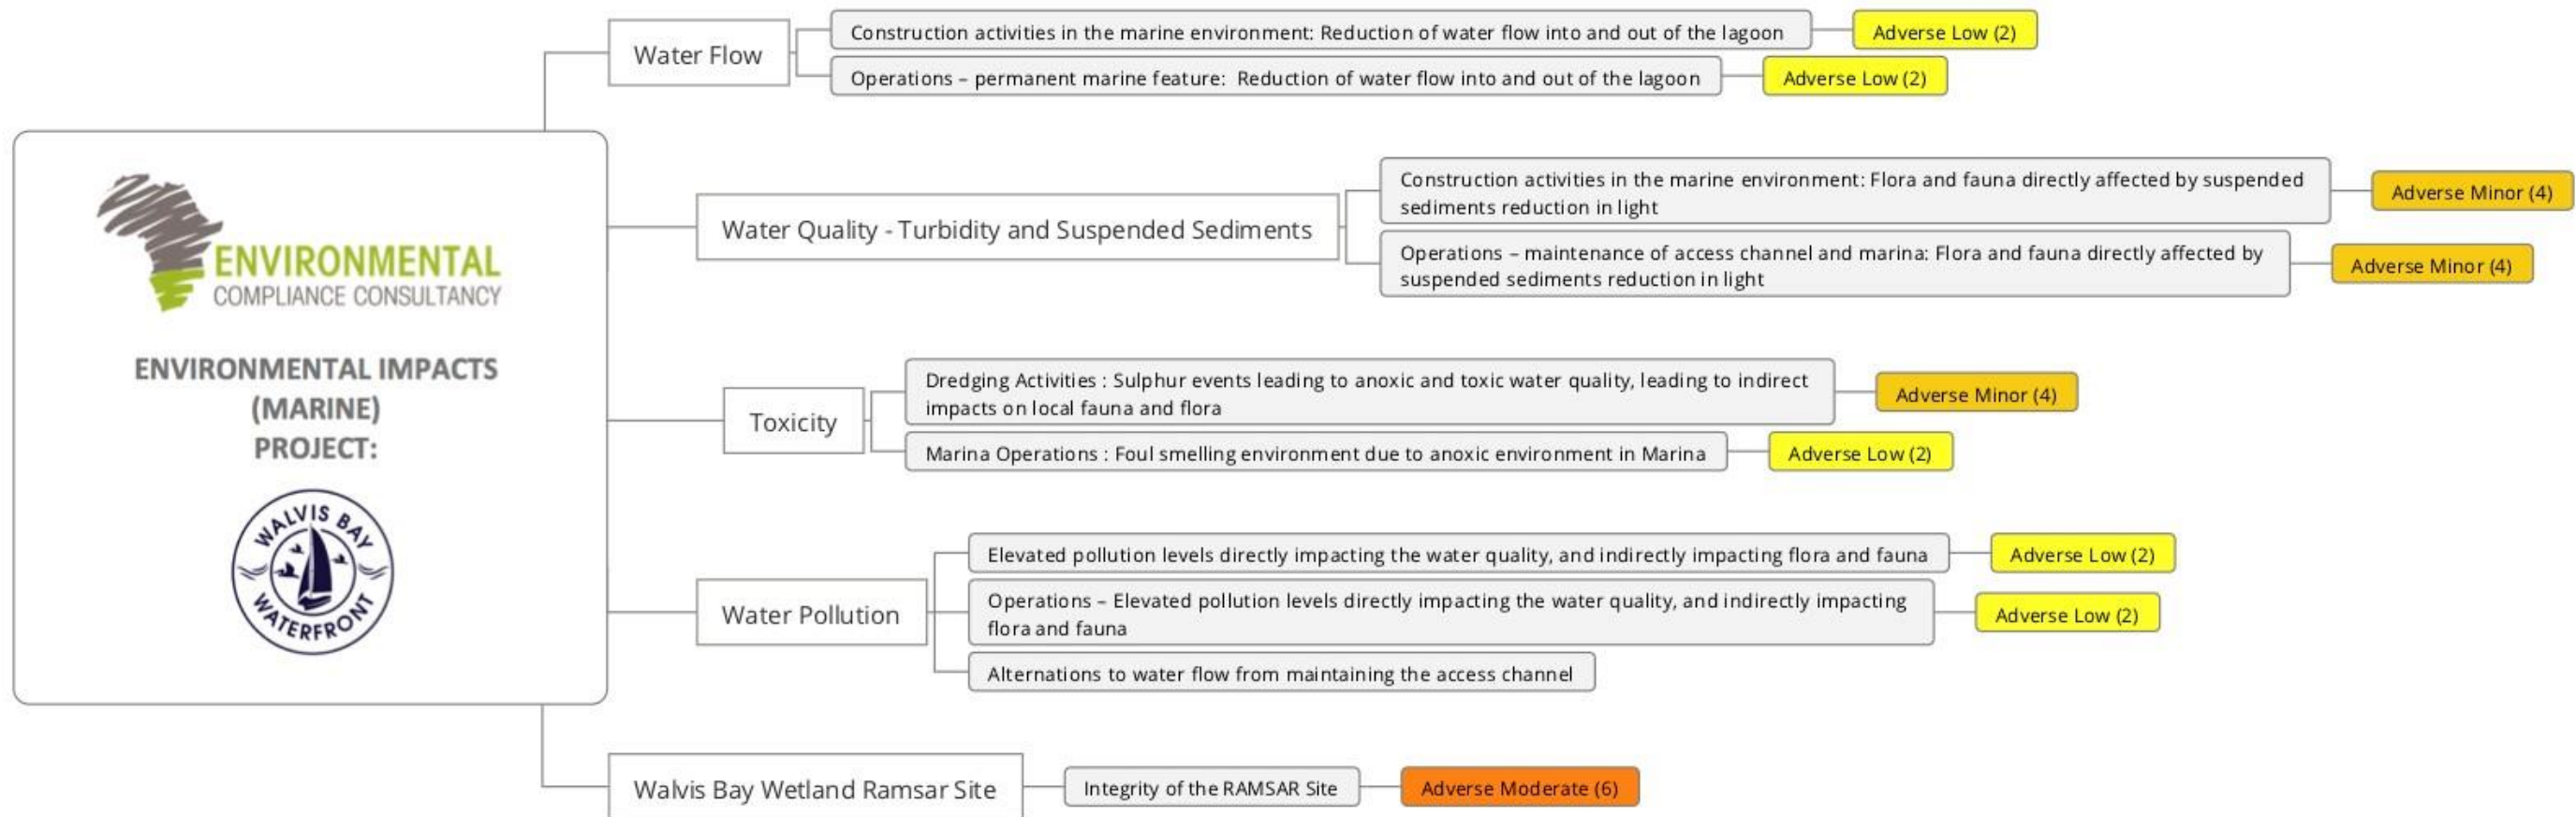 Water Flow
Construction activities in the marine environment: Reduction of water flow into and out of the lagoon
Adverse Low (2)
Operations – permanent marine feature: Reduction of water flow into and out of the lagoon
Adverse Low (2)
ENVIRONMENTAL
COMPLIANCE CONSULTANCY
ENVIRONMENTAL IMPACTS
(MARINE)
PROJECT:
WALVIS BAY
WATERFRONT
Water Quality - Turbidity and Suspended Sediments
Construction activities in the marine environment: Flora and fauna directly affected by suspended
sediments reduction in light
Adverse Minor (4)
Operations – maintenance of access channel and marina: Flora and fauna directly affected by
suspended sediments reduction in light
Adverse Minor (4)
Toxicity
Dredging Activities : Sulphur events leading to anoxic and toxic water quality, leading to indirect
impacts on local fauna and flora
Adverse Minor (4)
Marina Operations : Foul smelling environment due to anoxic environment in Marina
Adverse Low (2)
Water Pollution
Elevated pollution levels directly impacting the water quality, and indirectly impacting flora and fauna
Adverse Low (2)
Operations – Elevated pollution levels directly impacting the water quality, and indirectly impacting
flora and fauna
Adverse Low (2)
Alternations to water flow from maintaining the access channel
Walvis Bay Wetland Ramsar Site
Integrity of the RAMSAR Site
Adverse Moderate (6)